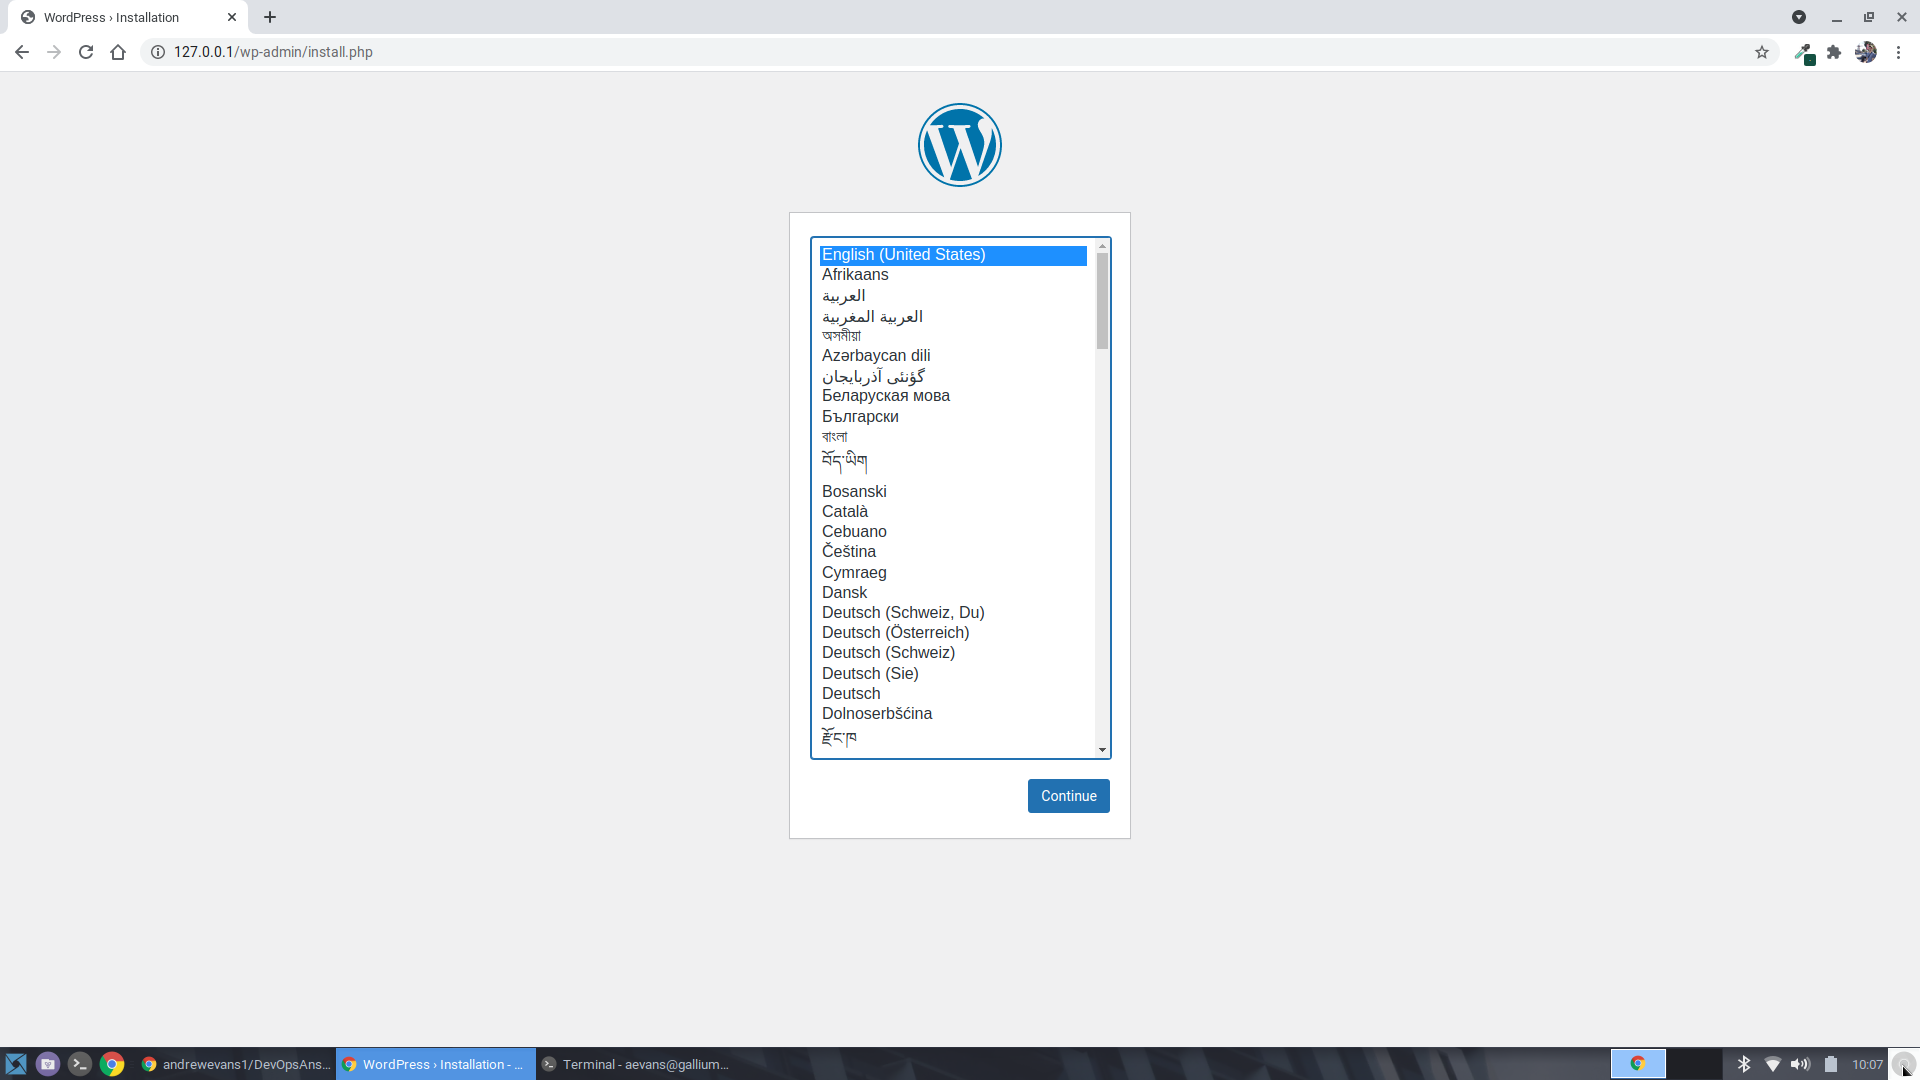 WordPress › Installation
127.0.0.1/wp-admin/install.php
English (United States)
Afrikaans
العربية
العربية المغربية
অসমীয়া
Azərbaycan dili
گؤنئی آذربایجان
Беларуская мова
Български
বাংলা
བོད་ཡིག
Bosanski
Català
Cebuano
Čeština
Cymraeg
Dansk
Deutsch (Schweiz, Du)
Deutsch (Österreich)
Deutsch (Schweiz)
Deutsch (Sie)
Deutsch
Dolnoserbšćina
རྫོང་ཁ
Continue
andrewevans1/DevOpsAns...
WordPress › Installation - ...
Terminal - aevans@gallium...
10:07